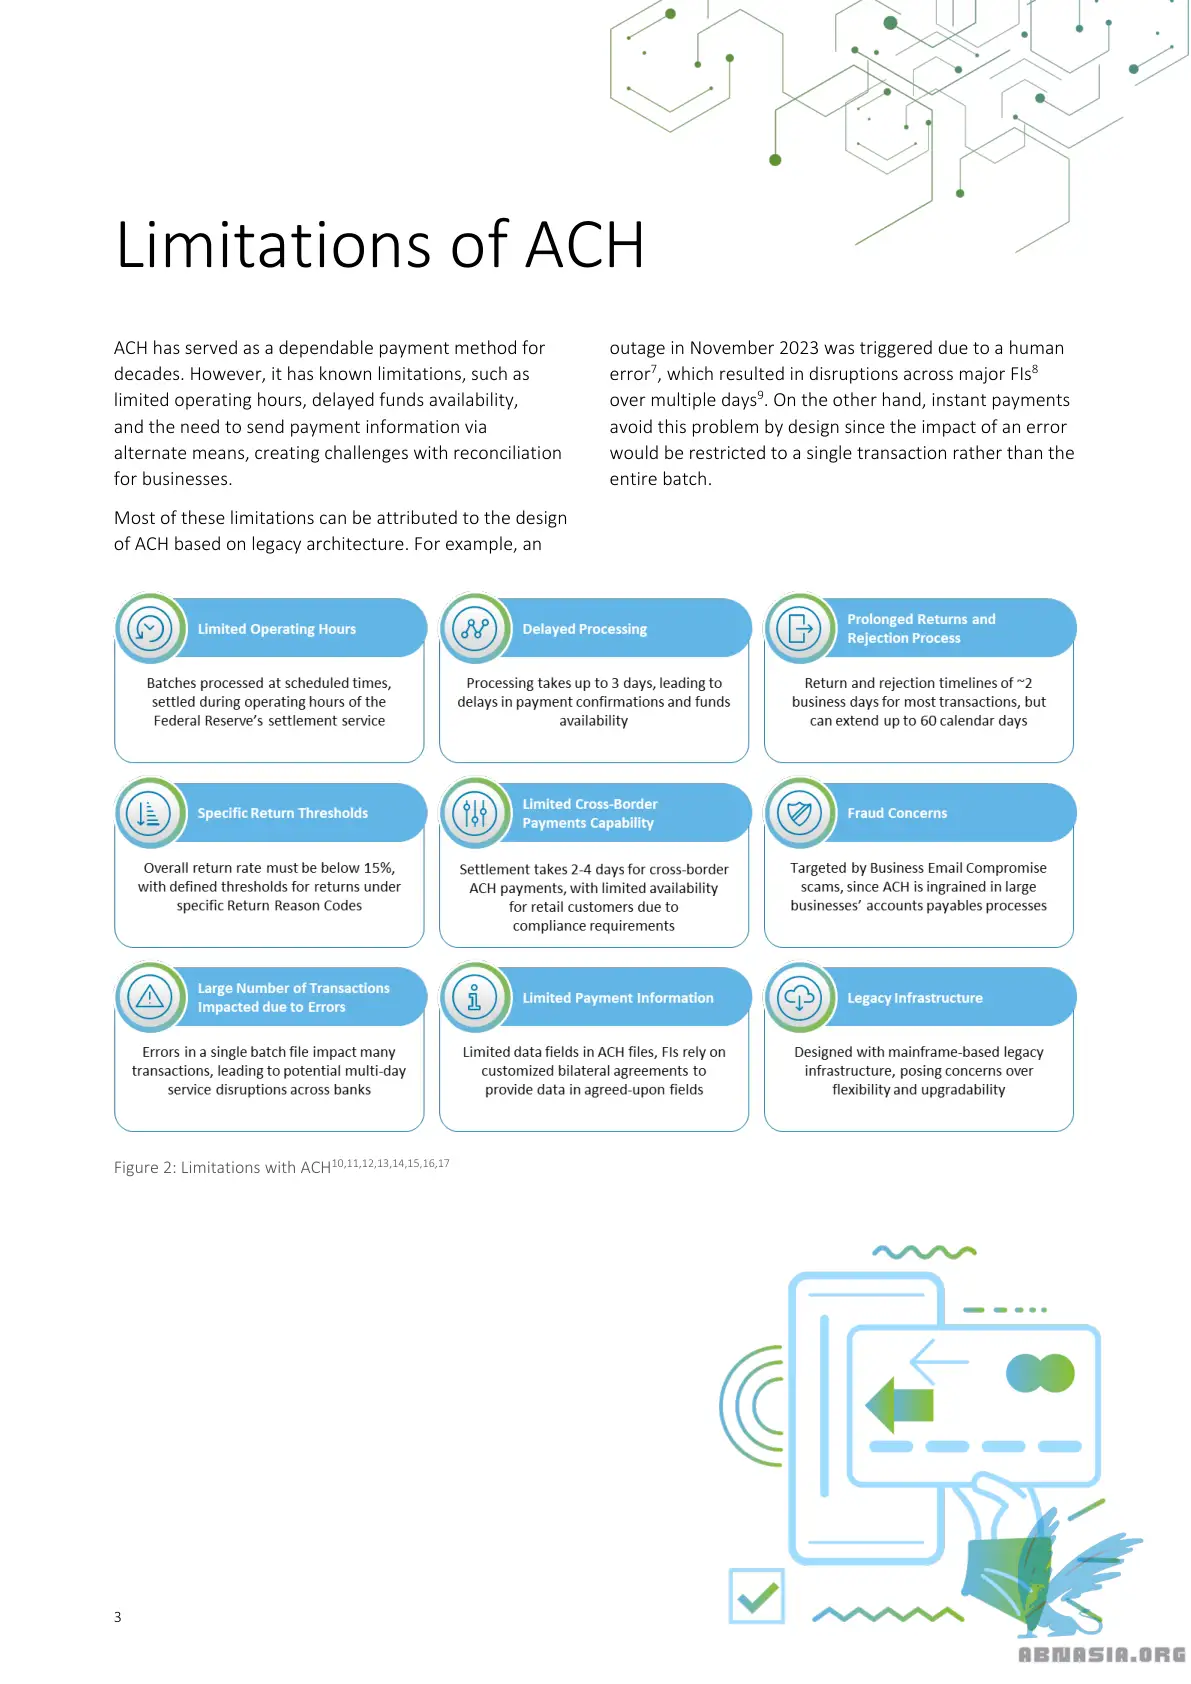 Limitations of ACH
ACH has served as a dependable payment method for
decades. However, it has known limitations, such as
limited operating hours, delayed funds availability,
and the need to send payment information via
alternate means, creating challenges with reconciliation
for businesses.
Most of these limitations can be attributed to the design
of ACH based on legacy architecture. For example, an
outage in November 2023 was triggered due to a human
error7, which resulted in disruptions across major FIs8
over multiple days9. On the other hand, instant payments
avoid this problem by design since the impact of an error
would be restricted to a single transaction rather than the
entire batch.
Limited Operating Hours
Batches processed at scheduled times,
settled during operating hours of the
Federal Reserve's settlement service
Delayed Processing
Processing takes up to 3 days, leading to
delays in payment confirmations and funds
availability
Prolonged Returns and
Rejection Process
Return and rejection timelines of ~2
business days for most transactions, but
can extend up to 60 calendar days
Specific Return Thresholds
Overall return rate must be below 15%,
with defined thresholds for returns under
specific Return Reason Codes
Limited Cross-Border
Payments Capability
Settlement takes 2-4 days for cross-border
ACH payments, with limited availability
for retail customers due to
compliance requirements
Fraud Concerns
Targeted by Business Email Compromise
scams, since ACH is ingrained in large
businesses' accounts payables processes
Large Number of Transactions
Impacted due to Errors
Errors in a single batch file impact many
transactions, leading to potential multi-day
service disruptions across banks
Limited Payment Information
Limited data fields in ACH files, FIs rely on
customized bilateral agreements to
provide data in agreed-upon fields
Legacy Infrastructure
Designed with mainframe-based legacy
infrastructure, posing concerns over
flexibility and upgradability
Figure 2: Limitations with ACH10,11,12,13,14,15,16,17
3
ABNASIA.ORG